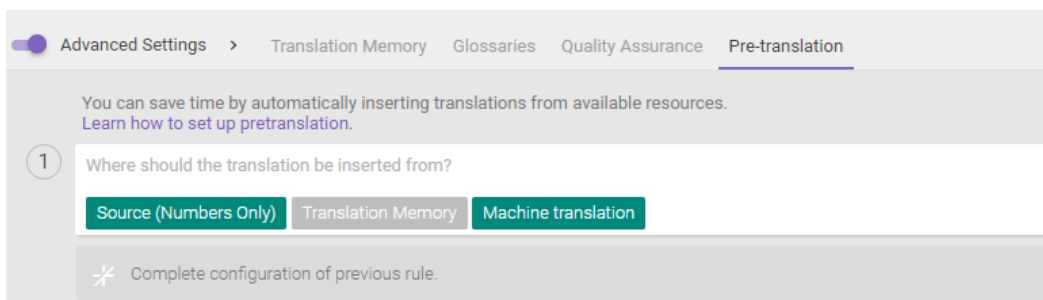 Advanced Settings > Translation Memory Glossaries Quality Assurance Pre-translation
You can save time by automatically inserting translations from available resources.
Learn how to set up pretranslation.
1 Where should the translation be inserted from?
Source (Numbers Only) Translation Memory Machine translation
Complete configuration of previous rule.